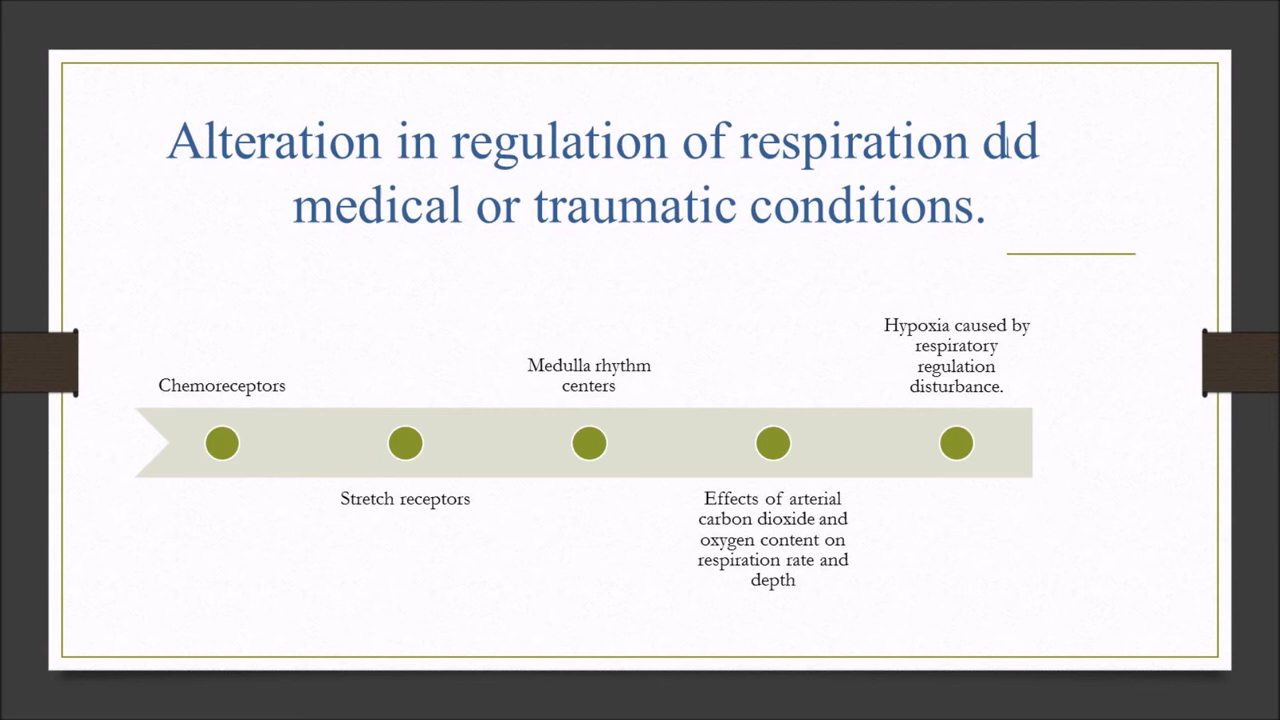 Alteration in regulation of respiration dd
medical or traumatic conditions.
Chemoreceptors
Stretch receptors
Medulla rhythm
centers
Effects of arterial
carbon dioxide and
oxygen content on
respiration rate and
depth
Hypoxia caused by
respiratory
regulation
disturbance.